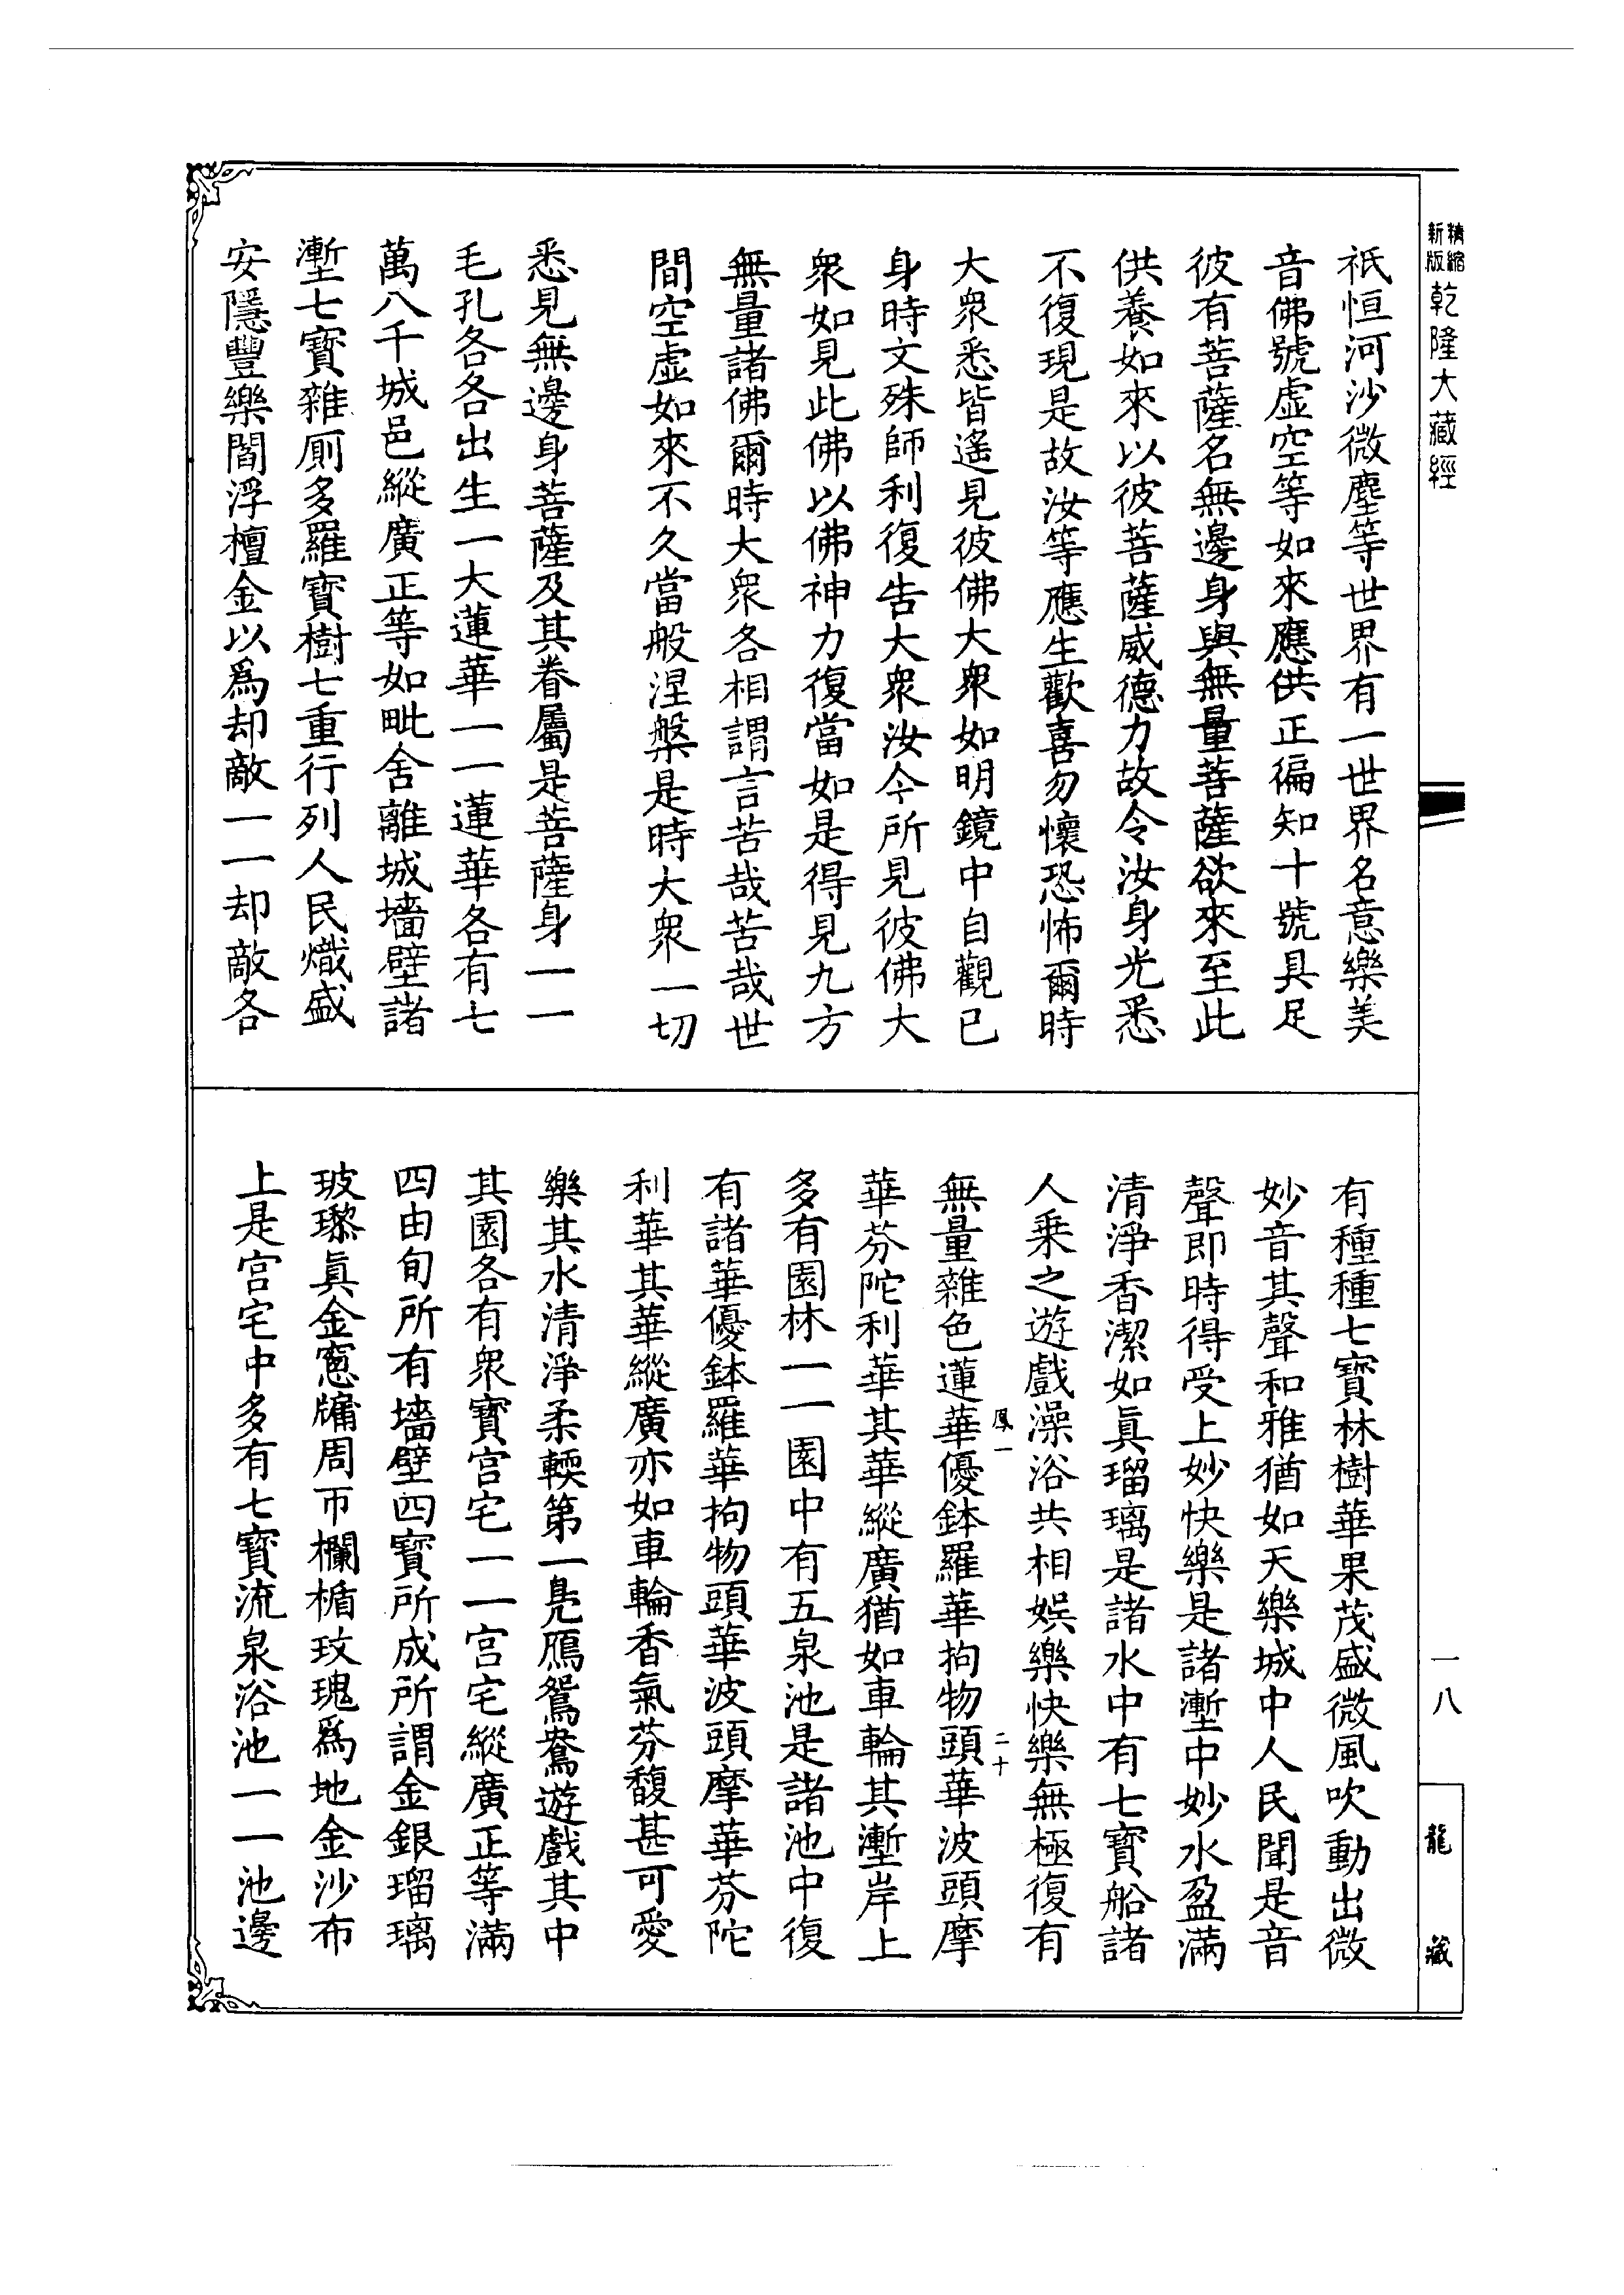 精縮新版乾隆大藏經
一八
龍藏
祇恒河沙微塵等世界有一世界名意樂美
音佛號虚空等如來應供正徧知十號具足
彼有菩薩名無邊身與無量菩薩欲來至此
供養如來以彼菩薩威德力故令汝身光悉
不復現是故汝等應生歡喜勿懷恐怖爾時
大衆悉皆遙見彼佛大衆如明鏡中自觀已
身時文殊師利復告大衆汝今所見彼佛大
衆如見此佛以佛神力復當如是得見九方
無量諸佛爾時大衆各相謂言苦哉苦哉世
間空虚如來不久當般涅槃是時大衆一切
悉見無邊身菩薩及其眷屬是菩薩身一一
毛孔各各出生一大蓮華一一蓮華各有七
萬八千城邑縱廣正等如毗舍離城墻壁諸
塹七寳雜厠多羅寳樹七重行列人民熾盛
安隱豐樂閻浮檀金以爲却敵一一却敵各
有種種七寳林樹華果茂盛微風吹動出微
妙音其聲和雅猶如天樂城中人民聞是音
聲即時得受上妙快樂是諸塹中妙水盈滿
清淨香潔如眞瑠璃是諸水中有七寳船諸
人乗之遊戲澡浴共相娯樂快樂無極復有
鳳一 二十
無量雜色蓮華優鉢羅華拘物頭華波頭摩
華芬陀利華其華縱廣猶如車輪其塹岸上
多有園林一一園中有五泉池是諸池中復
有諸華優鉢羅華拘物頭華波頭摩華芬陀
利華其華縱廣亦如車輪香氣芬馥甚可愛
樂其水清淨柔輭第一鳬鴈鴛鴦遊戲其中
其園各有衆寳宫宅一一宫宅縱廣正等滿
四由旬所有墻壁四寳所成所謂金銀瑠璃
玻瓈眞金窻牖周帀欄楯玫瑰爲地金沙布
上是宫宅中多有七寳流泉浴池一一池邊